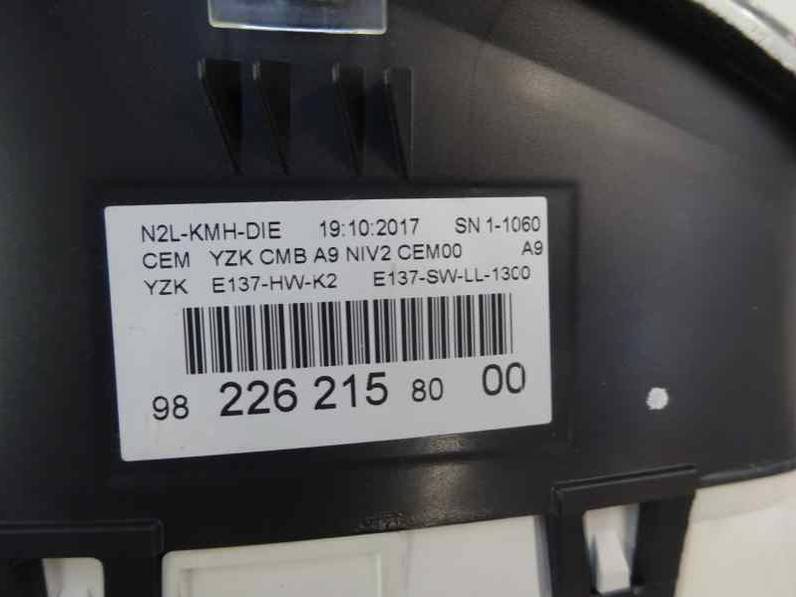 N2L-KMH-DIE 19:10:2017 SN 1-1060
CEM YZK CMB A9 NIV2 CEM00 A9
YZK E137-HW-K2 E137-SW-LL-1300
98 226 215 80 00